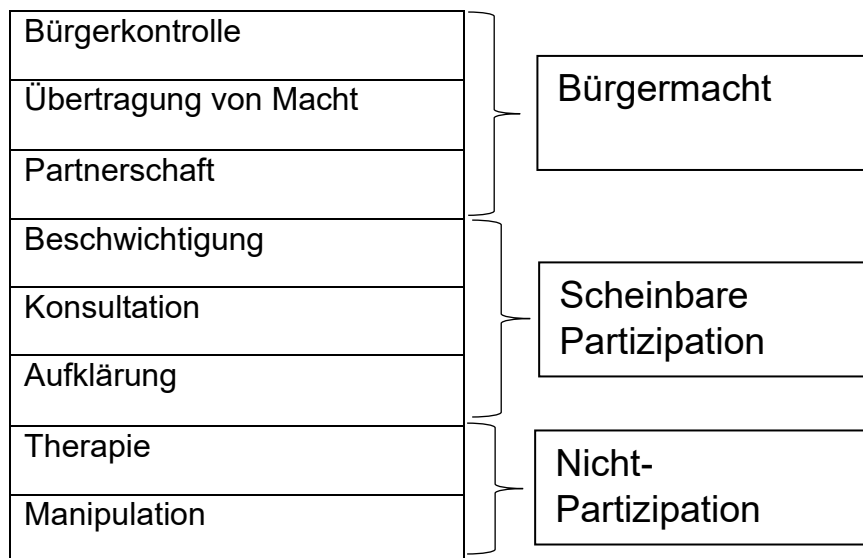 Bürgerkontrolle
Übertragung von Macht
Partnerschaft
Bürgermacht
Beschwichtigung
Konsultation
Aufklärung
Scheinbare
Partizipation
Therapie
Manipulation
Nicht-
Partizipation